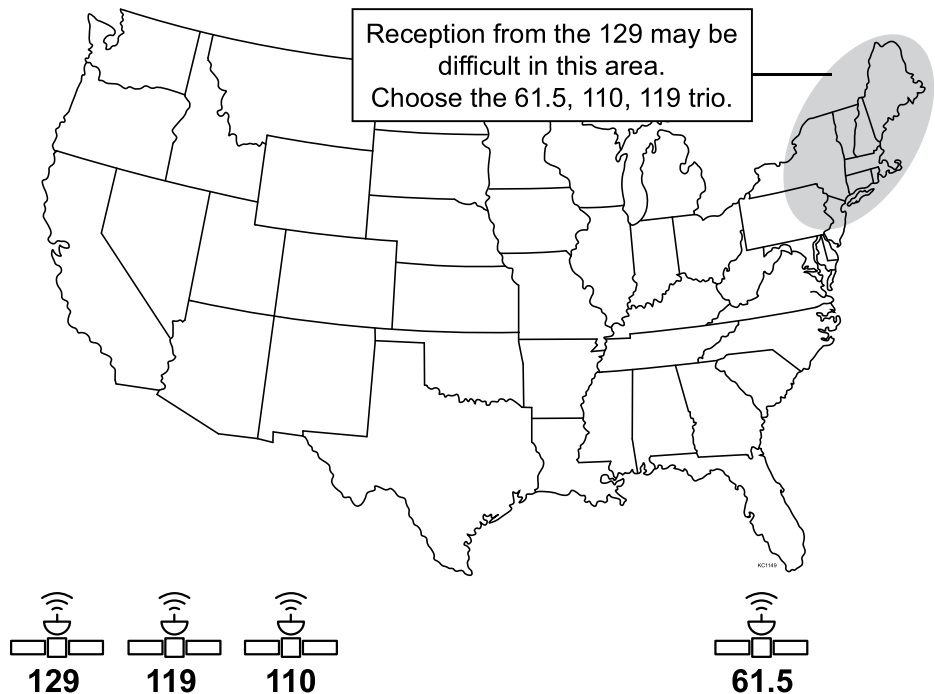 Reception from the 129 may be
difficult in this area.
Choose the 61.5, 110, 119 trio.
KC1149
129
119
110
61.5